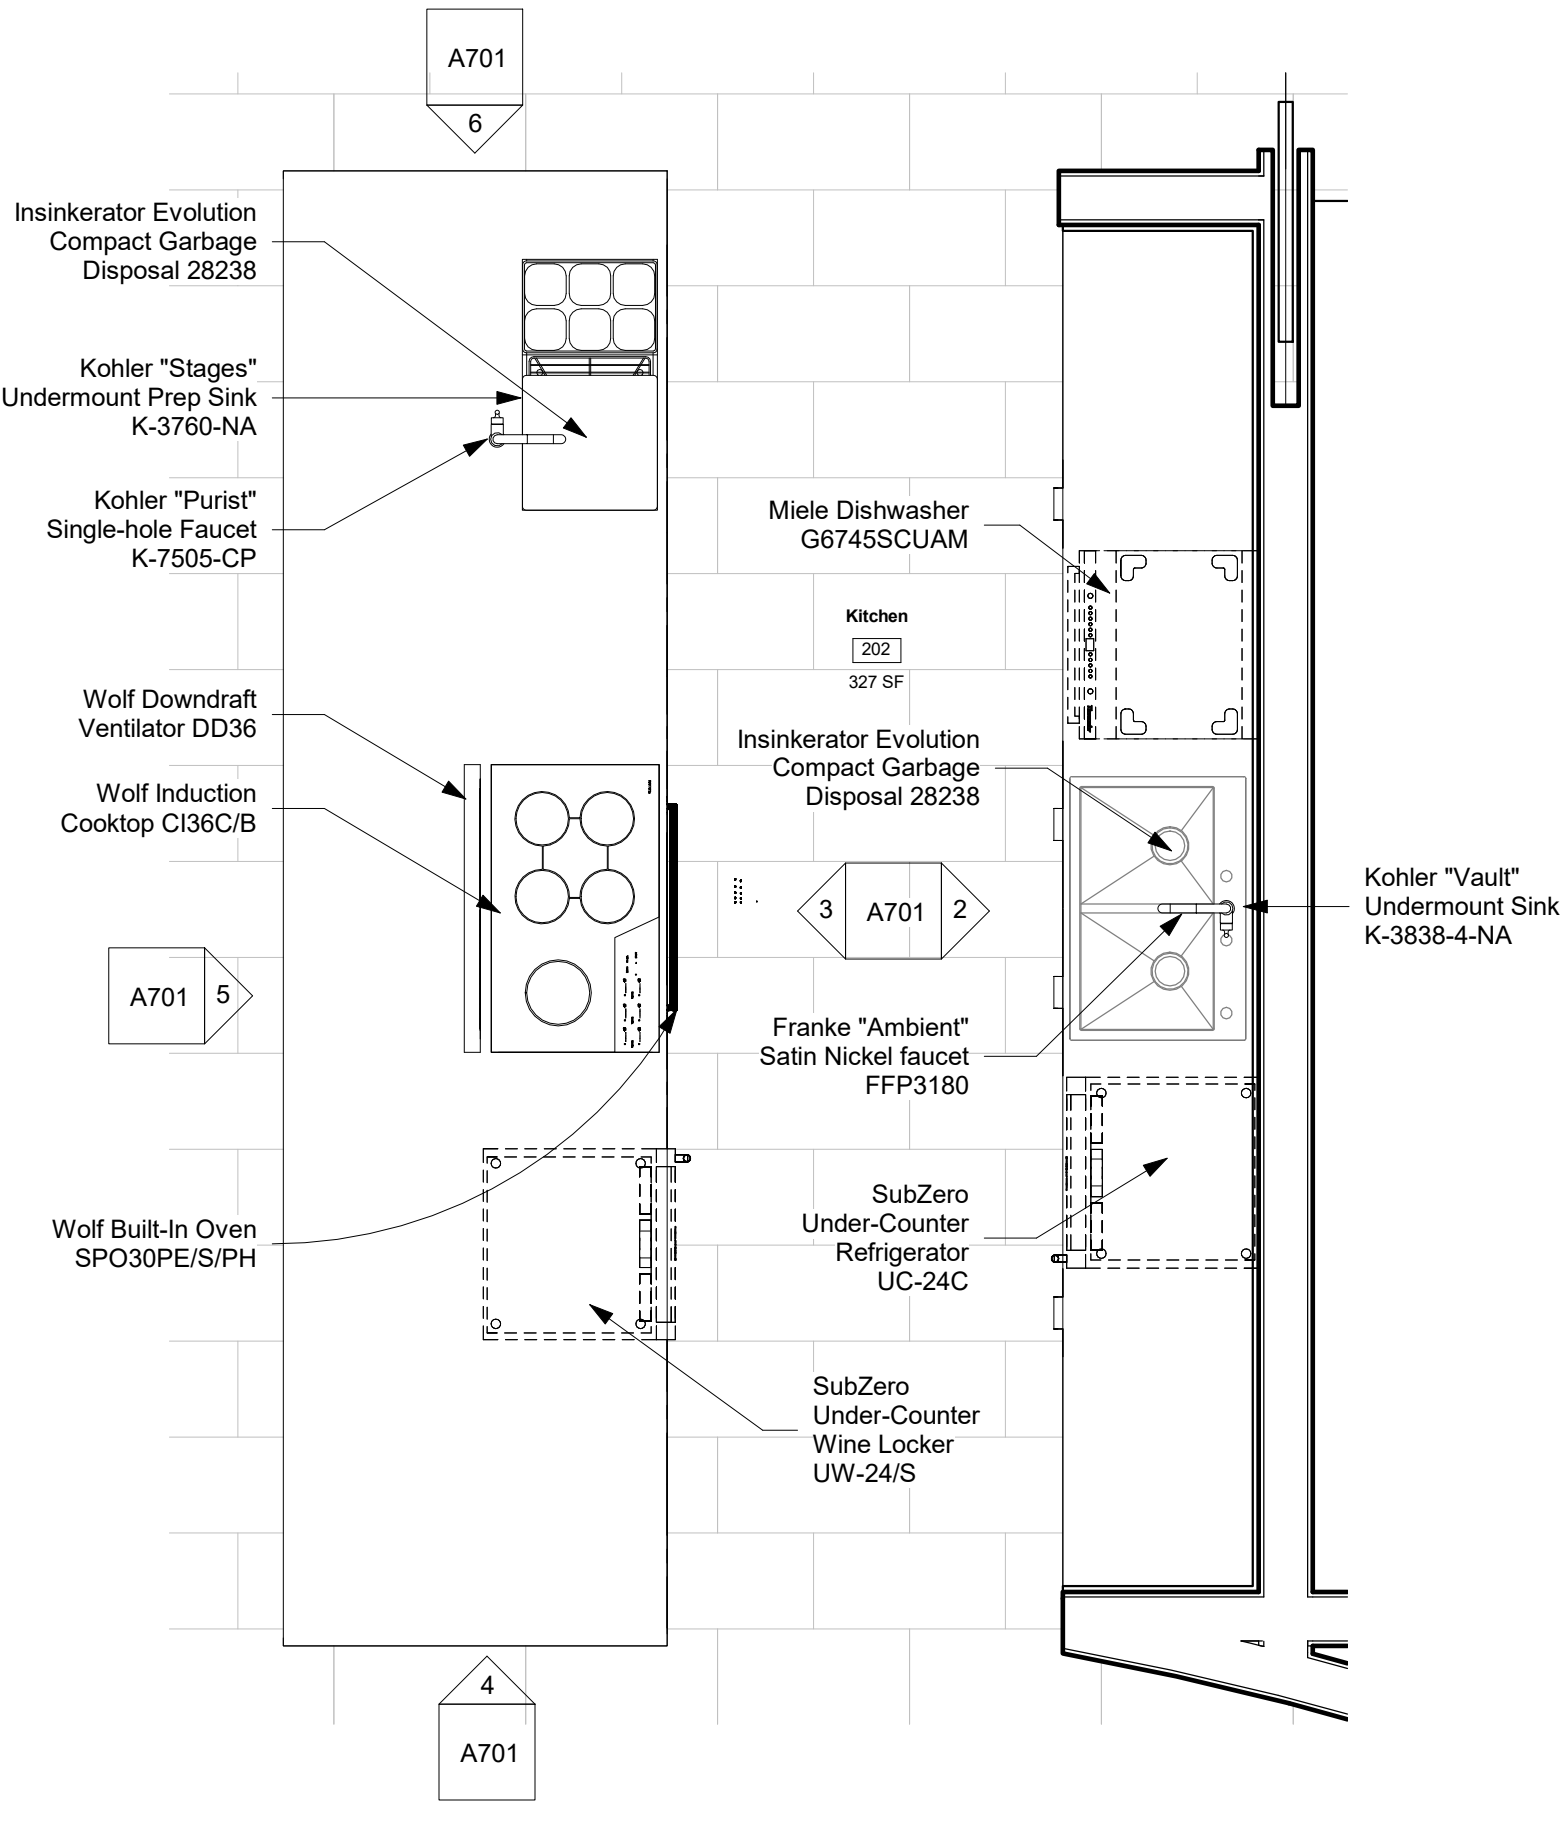 A701
6
Insinkerator Evolution
Compact Garbage
Disposal 28238
Kohler "Stages"
Undermount Prep Sink
K-3760-NA
Kohler "Purist"
Single-hole Faucet
K-7505-CP
Miele Dishwasher
G6745SCUAM
Kitchen
202
327 SF
Wolf Downdraft
Ventilator DD36
Wolf Induction
Cooktop CI36C/B
Insinkerator Evolution
Compact Garbage
Disposal 28238
3
A701
2
Kohler "Vault"
Undermount Sink
K-3838-4-NA
A701
5
Franke "Ambient"
Satin Nickel faucet
FFP3180
Wolf Built-In Oven
SPO30PE/S/PH
SubZero
Under-Counter
Refrigerator
UC-24C
SubZero
Under-Counter
Wine Locker
UW-24/S
4
A701